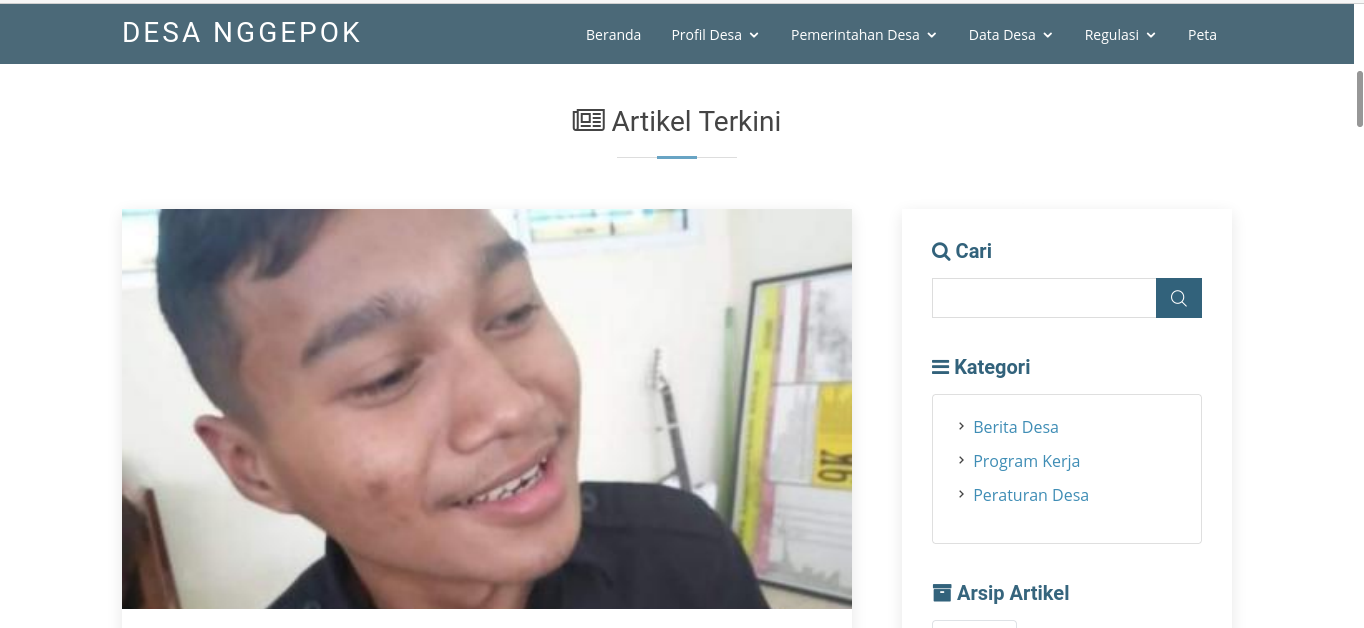 DESA NGGEPOK
Beranda Profil Desa Pemerintahan Desa Data Desa Regulasi Peta
Artikel Terkini
Cari
Kategori
Berita Desa
Program Kerja
Peraturan Desa
Arsip Artikel
9K